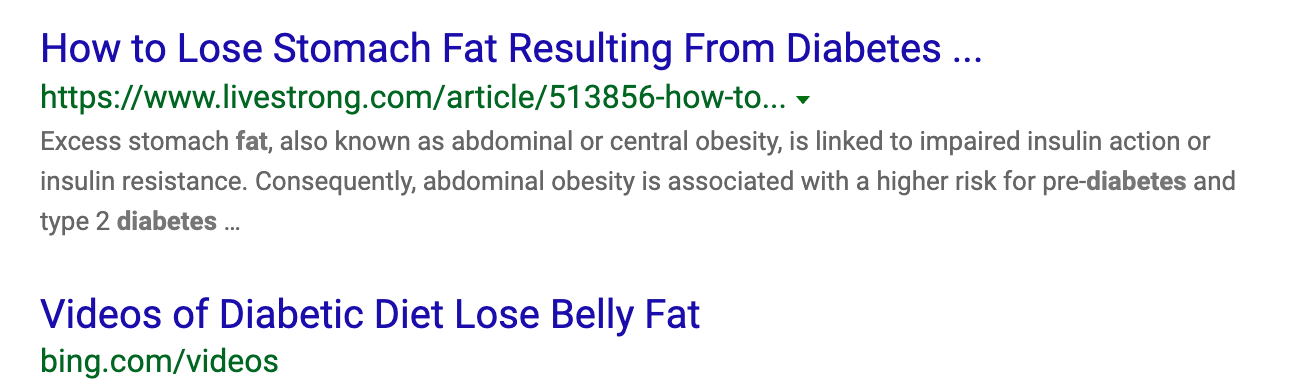 How to Lose Stomach Fat Resulting From Diabetes ...
https://www.livestrong.com/article/513856-how-to...
Excess stomach fat, also known as abdominal or central obesity, is linked to impaired insulin action or
insulin resistance. Consequently, abdominal obesity is associated with a higher risk for pre-diabetes and
type 2 diabetes ...
Videos of Diabetic Diet Lose Belly Fat
bing.com/videos